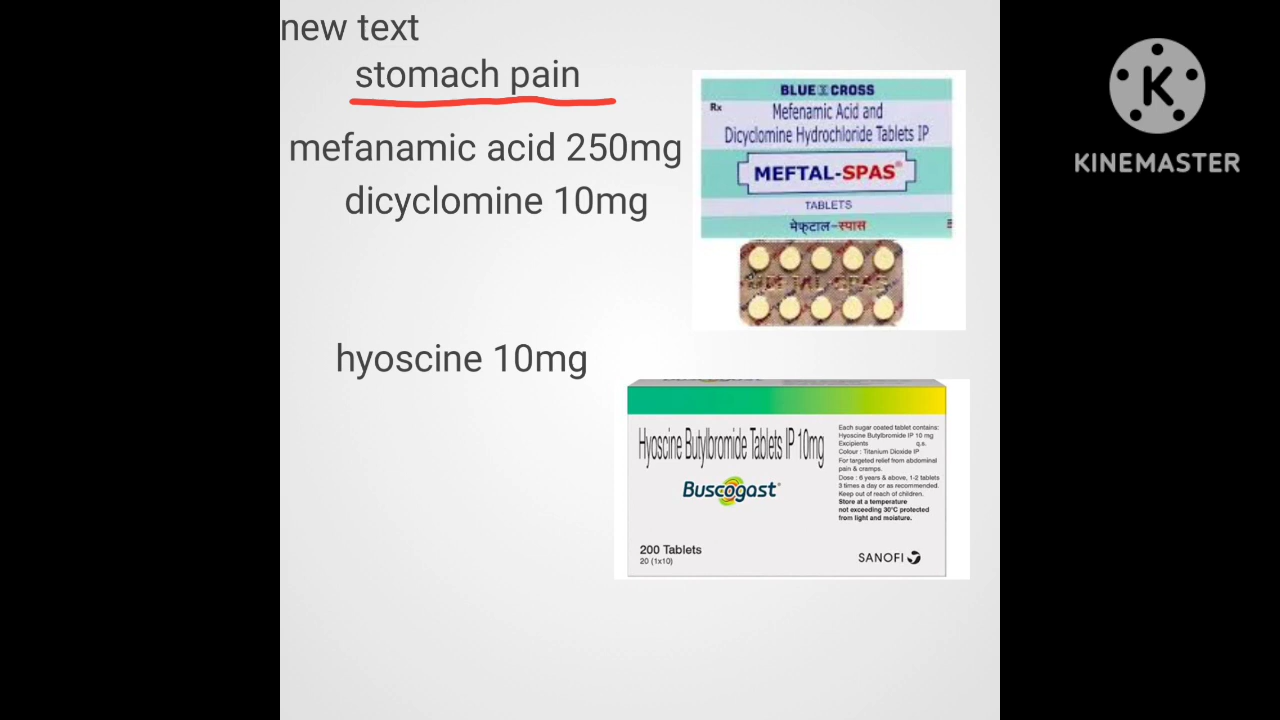 new text
stomach pain
mefanamic acid 250mg
dicyclomine 10mg
BLUE CROSS
Rx
Mefenamic Acid and
Dicyclomine Hydrochloride Tablets IP
MEFTAL-SPAS®
TABLETS
मेफ्टाल-स्पास
MEFTAL-SPAS
hyoscine 10mg
Hyoscine Butylbromide Tablets IP 10mg
Buscogast
200 Tablets
20 (1x10)
Each sugar coated tablet contains:
Hyoscine Butylbromide IP 10 mg
Excipients q.s.
Colour : Titanium Dioxide IP
For targeted relief from abdominal
pain & cramps.
Dose : 6 years & above, 1-2 tablets
3 times a day or as recommended.
Keep out of reach of children.
Store at a temperature
not exceeding 30°C protected
from light and moisture.
SANOFI
K
KINEMASTER